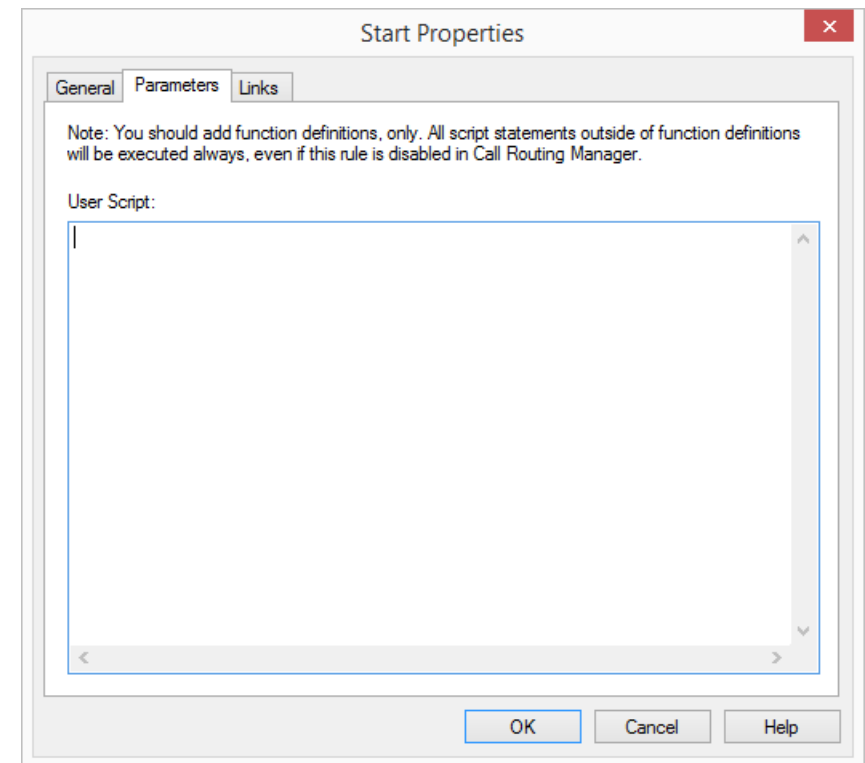 Start Properties
General Parameters Links
Note: You should add function definitions, only. All script statements outside of function definitions
will be executed always, even if this rule is disabled in Call Routing Manager.
User Script:
OK Cancel Help